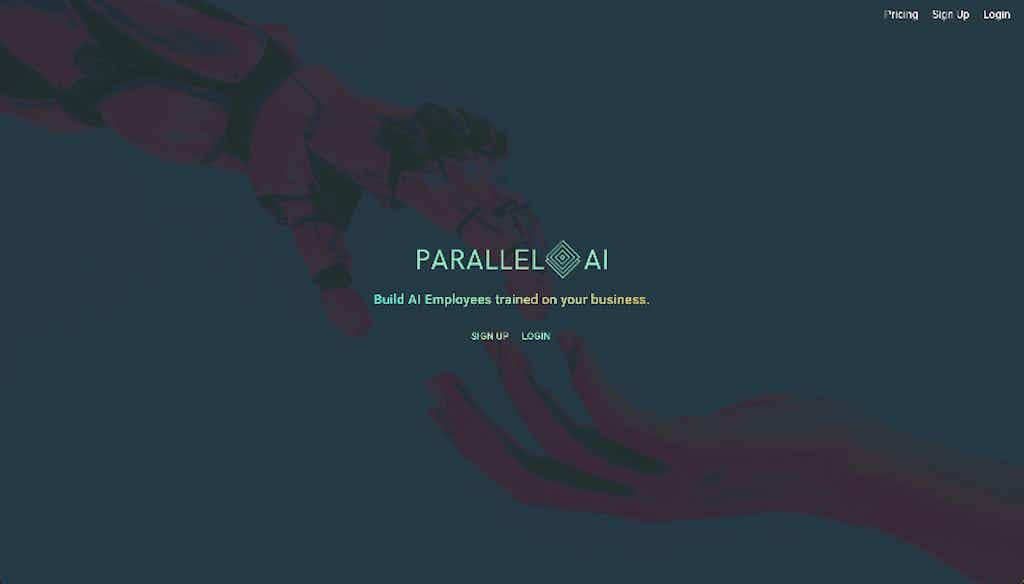 Pricing Sign Up Login
PARALLEL AI
Build AI Employees trained on your business.
SIGN UP LOGIN